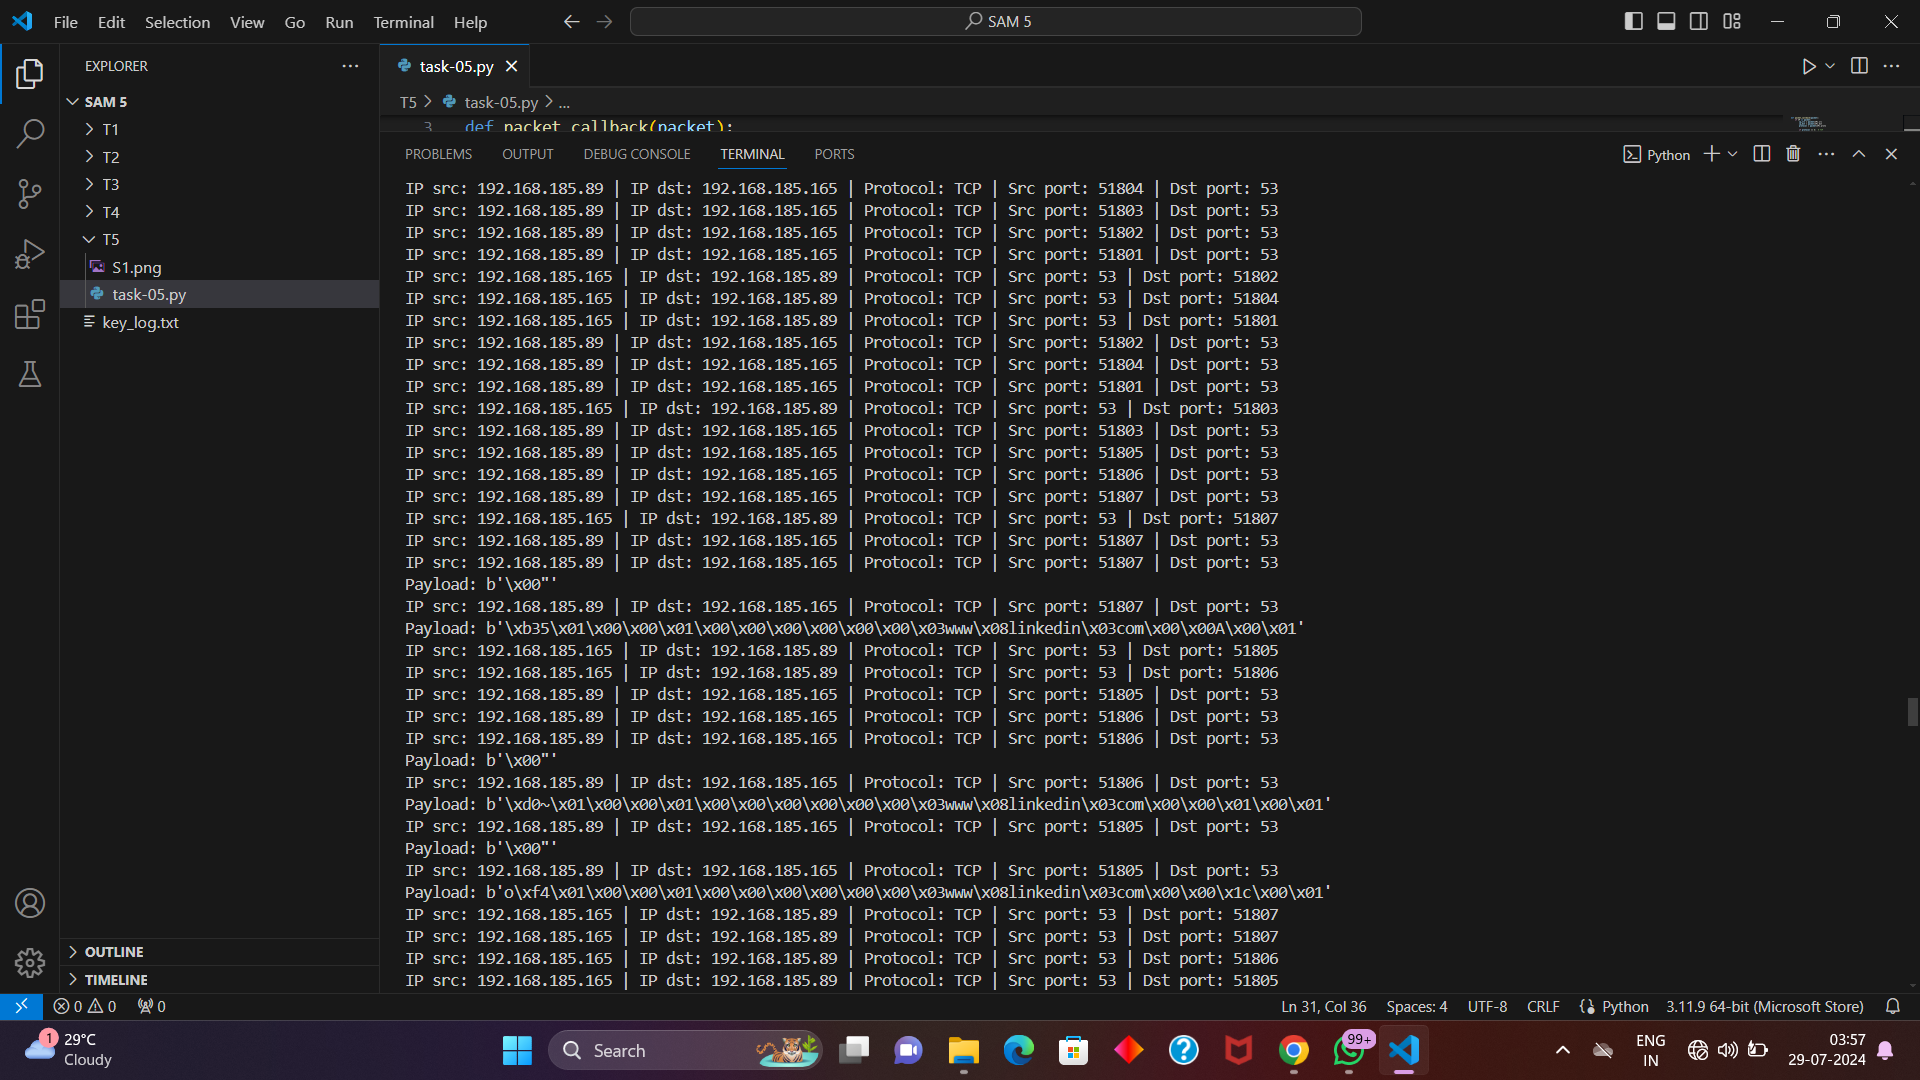 File Edit Selection View Go Run Terminal Help
SAM 5
EXPLORER
SAM 5
T1
T2
T3
T4
T5
S1.png
task-05.py
key_log.txt
OUTLINE
TIMELINE
task-05.py
T5 > task-05.py > ...
3 def packet_callback(packet):
PROBLEMS OUTPUT DEBUG CONSOLE TERMINAL PORTS
Python
IP src: 192.168.185.89 | IP dst: 192.168.185.165 | Protocol: TCP | Src port: 51804 | Dst port: 53
IP src: 192.168.185.89 | IP dst: 192.168.185.165 | Protocol: TCP | Src port: 51803 | Dst port: 53
IP src: 192.168.185.89 | IP dst: 192.168.185.165 | Protocol: TCP | Src port: 51802 | Dst port: 53
IP src: 192.168.185.89 | IP dst: 192.168.185.165 | Protocol: TCP | Src port: 51801 | Dst port: 53
IP src: 192.168.185.165 | IP dst: 192.168.185.89 | Protocol: TCP | Src port: 53 | Dst port: 51802
IP src: 192.168.185.165 | IP dst: 192.168.185.89 | Protocol: TCP | Src port: 53 | Dst port: 51804
IP src: 192.168.185.165 | IP dst: 192.168.185.89 | Protocol: TCP | Src port: 53 | Dst port: 51801
IP src: 192.168.185.89 | IP dst: 192.168.185.165 | Protocol: TCP | Src port: 51802 | Dst port: 53
IP src: 192.168.185.89 | IP dst: 192.168.185.165 | Protocol: TCP | Src port: 51804 | Dst port: 53
IP src: 192.168.185.89 | IP dst: 192.168.185.165 | Protocol: TCP | Src port: 51801 | Dst port: 53
IP src: 192.168.185.165 | IP dst: 192.168.185.89 | Protocol: TCP | Src port: 53 | Dst port: 51803
IP src: 192.168.185.89 | IP dst: 192.168.185.165 | Protocol: TCP | Src port: 51803 | Dst port: 53
IP src: 192.168.185.89 | IP dst: 192.168.185.165 | Protocol: TCP | Src port: 51805 | Dst port: 53
IP src: 192.168.185.89 | IP dst: 192.168.185.165 | Protocol: TCP | Src port: 51806 | Dst port: 53
IP src: 192.168.185.89 | IP dst: 192.168.185.165 | Protocol: TCP | Src port: 51807 | Dst port: 53
IP src: 192.168.185.165 | IP dst: 192.168.185.89 | Protocol: TCP | Src port: 53 | Dst port: 51807
IP src: 192.168.185.89 | IP dst: 192.168.185.165 | Protocol: TCP | Src port: 51807 | Dst port: 53
IP src: 192.168.185.89 | IP dst: 192.168.185.165 | Protocol: TCP | Src port: 51807 | Dst port: 53
Payload: b'\x00"'
IP src: 192.168.185.89 | IP dst: 192.168.185.165 | Protocol: TCP | Src port: 51807 | Dst port: 53
Payload: b'\xb35\x01\x00\x00\x01\x00\x00\x00\x00\x00\x00\x03www\x08linkedin\x03com\x00\x00A\x00\x01'
IP src: 192.168.185.165 | IP dst: 192.168.185.89 | Protocol: TCP | Src port: 53 | Dst port: 51805
IP src: 192.168.185.165 | IP dst: 192.168.185.89 | Protocol: TCP | Src port: 53 | Dst port: 51806
IP src: 192.168.185.89 | IP dst: 192.168.185.165 | Protocol: TCP | Src port: 51805 | Dst port: 53
IP src: 192.168.185.89 | IP dst: 192.168.185.165 | Protocol: TCP | Src port: 51806 | Dst port: 53
IP src: 192.168.185.89 | IP dst: 192.168.185.165 | Protocol: TCP | Src port: 51806 | Dst port: 53
Payload: b'\x00"'
IP src: 192.168.185.89 | IP dst: 192.168.185.165 | Protocol: TCP | Src port: 51806 | Dst port: 53
Payload: b'\xd0~\x01\x00\x00\x01\x00\x00\x00\x00\x00\x00\x03www\x08linkedin\x03com\x00\x00\x01\x00\x01'
IP src: 192.168.185.89 | IP dst: 192.168.185.165 | Protocol: TCP | Src port: 51805 | Dst port: 53
Payload: b'\x00"'
IP src: 192.168.185.89 | IP dst: 192.168.185.165 | Protocol: TCP | Src port: 51805 | Dst port: 53
Payload: b'o\xf4\x01\x00\x00\x01\x00\x00\x00\x00\x00\x00\x03www\x08linkedin\x03com\x00\x00\x1c\x00\x01'
IP src: 192.168.185.165 | IP dst: 192.168.185.89 | Protocol: TCP | Src port: 53 | Dst port: 51807
IP src: 192.168.185.165 | IP dst: 192.168.185.89 | Protocol: TCP | Src port: 53 | Dst port: 51807
IP src: 192.168.185.165 | IP dst: 192.168.185.89 | Protocol: TCP | Src port: 53 | Dst port: 51806
IP src: 192.168.185.165 | IP dst: 192.168.185.89 | Protocol: TCP | Src port: 53 | Dst port: 51805
0 0 0 Ln 31, Col 36 Spaces: 4 UTF-8 CRLF Python 3.11.9 64-bit (Microsoft Store)
1 29°C
Cloudy
Search
99+
ENG
IN
03:57
29-07-2024